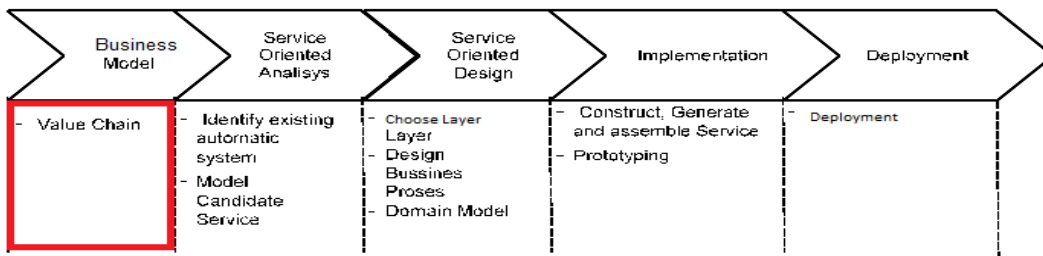 Business
Model
Service
Oriented
Analisys
Service
Oriented
Design
Implementation
Deployment
- Value Chain
- Identify existing
automatic
system
- Model
Candidate
Service
- Choose Layer
Layer
- Design
Bussines
Proses
- Domain Model
- Construct, Generate
and assemble Service
- Prototyping
- Deployment